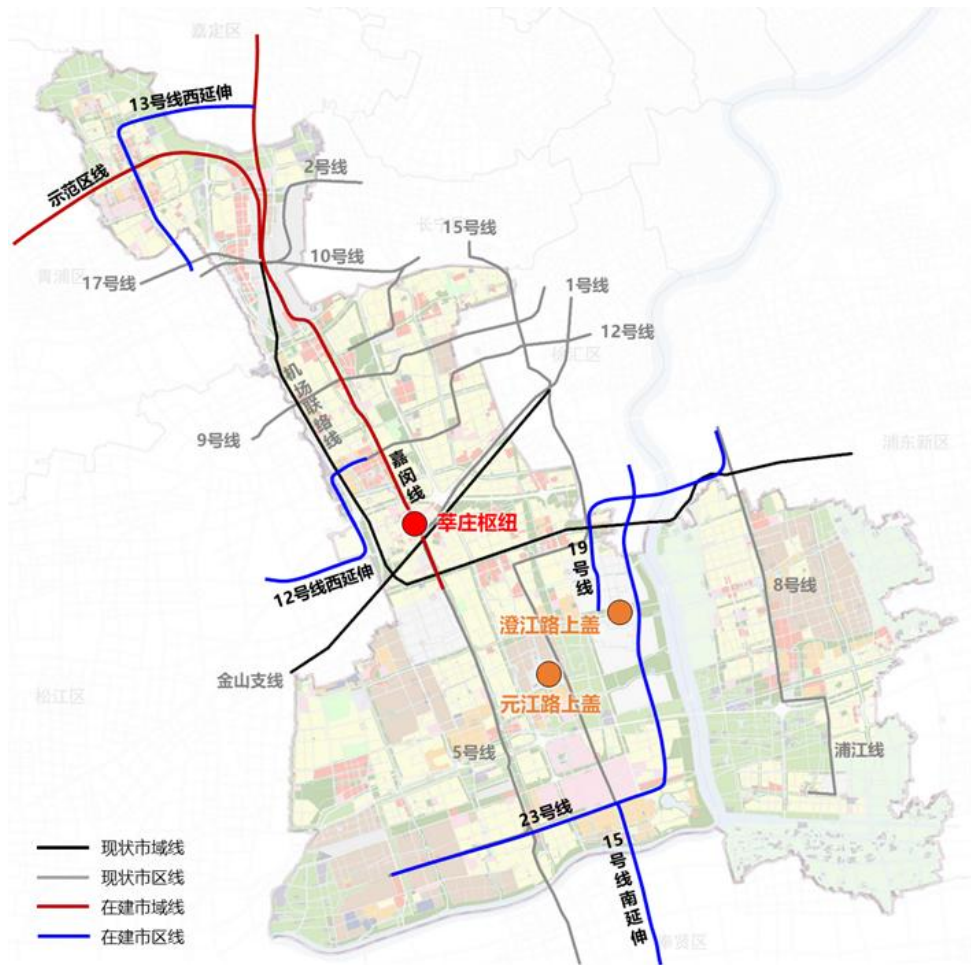 嘉定区
13号线西延伸
2号线
示范区线
长宁
15号线
10号线
青浦区
17号线
1号线
12号线
徐汇区
机场联络线
9号线
嘉闵线
浦东新区
莘庄枢纽
19号线
12号线西延伸
8号线
澄江路上盖
金山支线
松江区
元江路上盖
5号线
浦江线
23号线
15号线南延伸
奉贤区
现状市域线
现状市区线
在建市域线
在建市区线